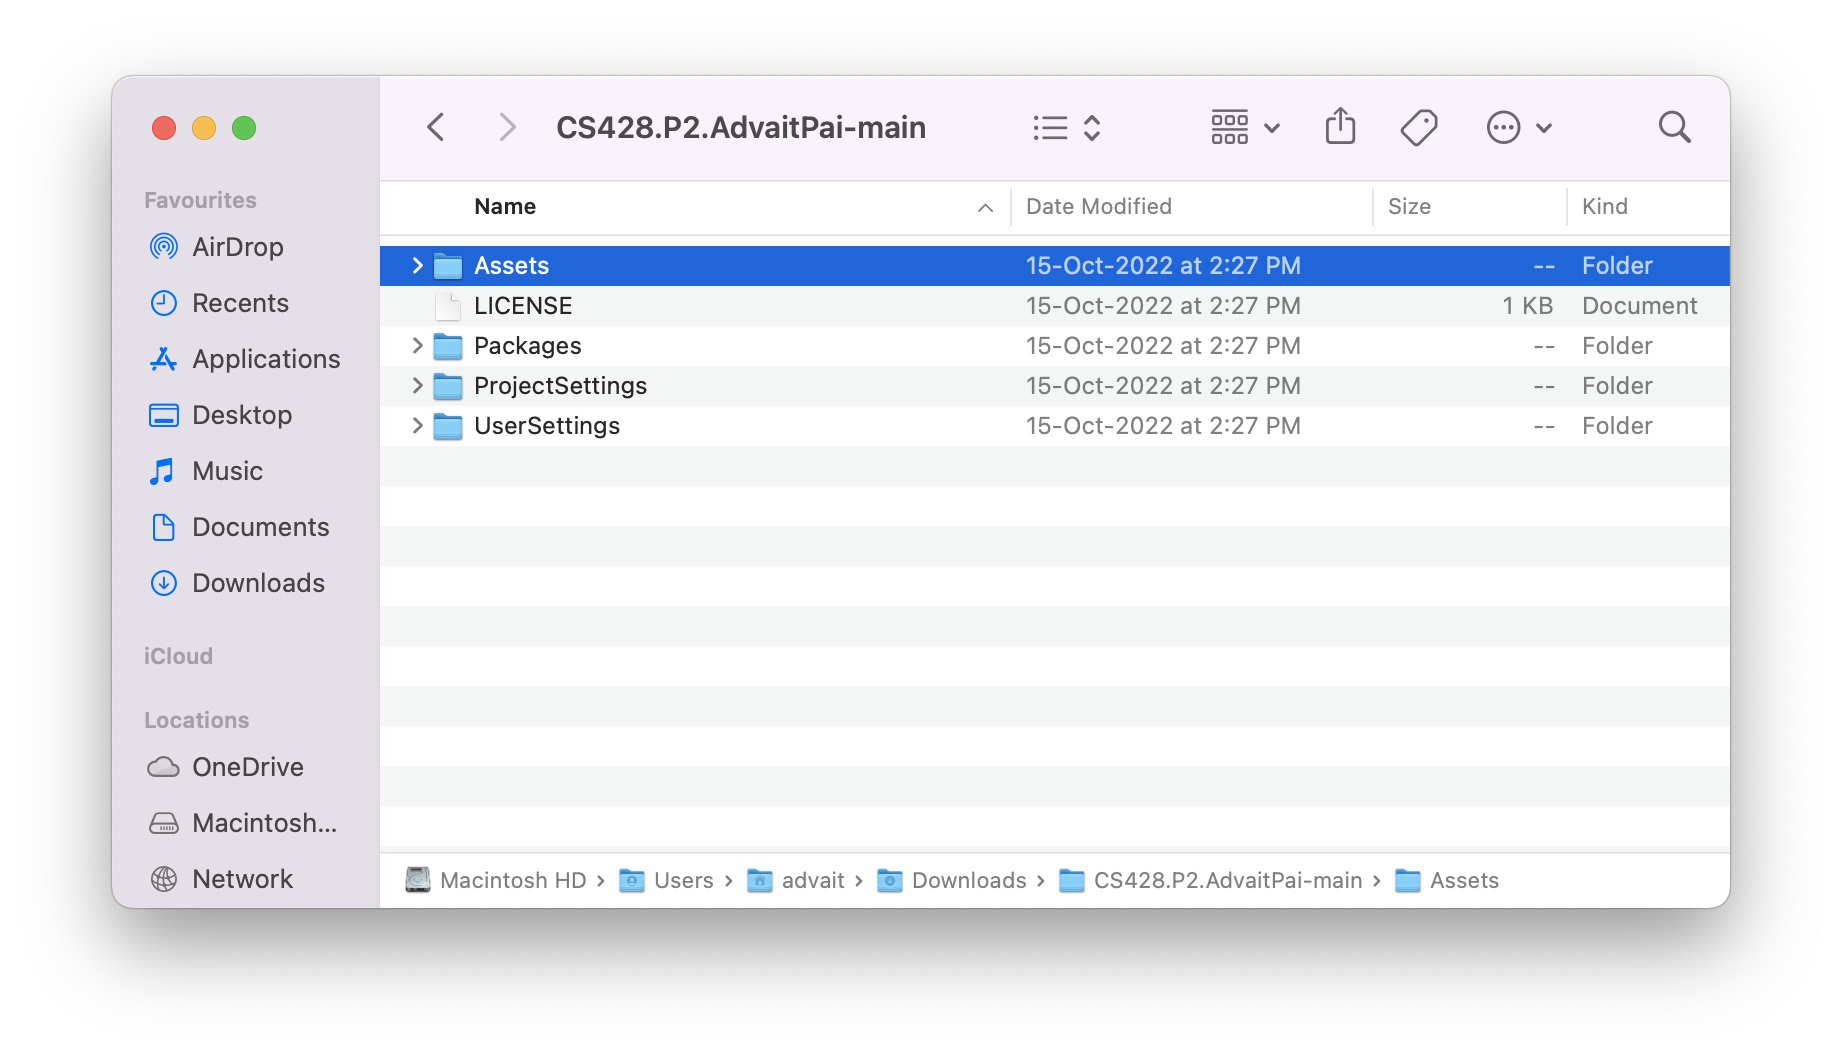 CS428.P2.AdvaitPai-main
Favourites
AirDrop
Recents
Applications
Desktop
Music
Documents
Downloads
iCloud
Locations
OneDrive
Macintosh...
Network
Name Date Modified Size Kind
Assets 15-Oct-2022 at 2:27 PM -- Folder
LICENSE 15-Oct-2022 at 2:27 PM 1 KB Document
Packages 15-Oct-2022 at 2:27 PM -- Folder
ProjectSettings 15-Oct-2022 at 2:27 PM -- Folder
UserSettings 15-Oct-2022 at 2:27 PM -- Folder
Macintosh HD › Users › advait › Downloads › CS428.P2.AdvaitPai-main › Assets